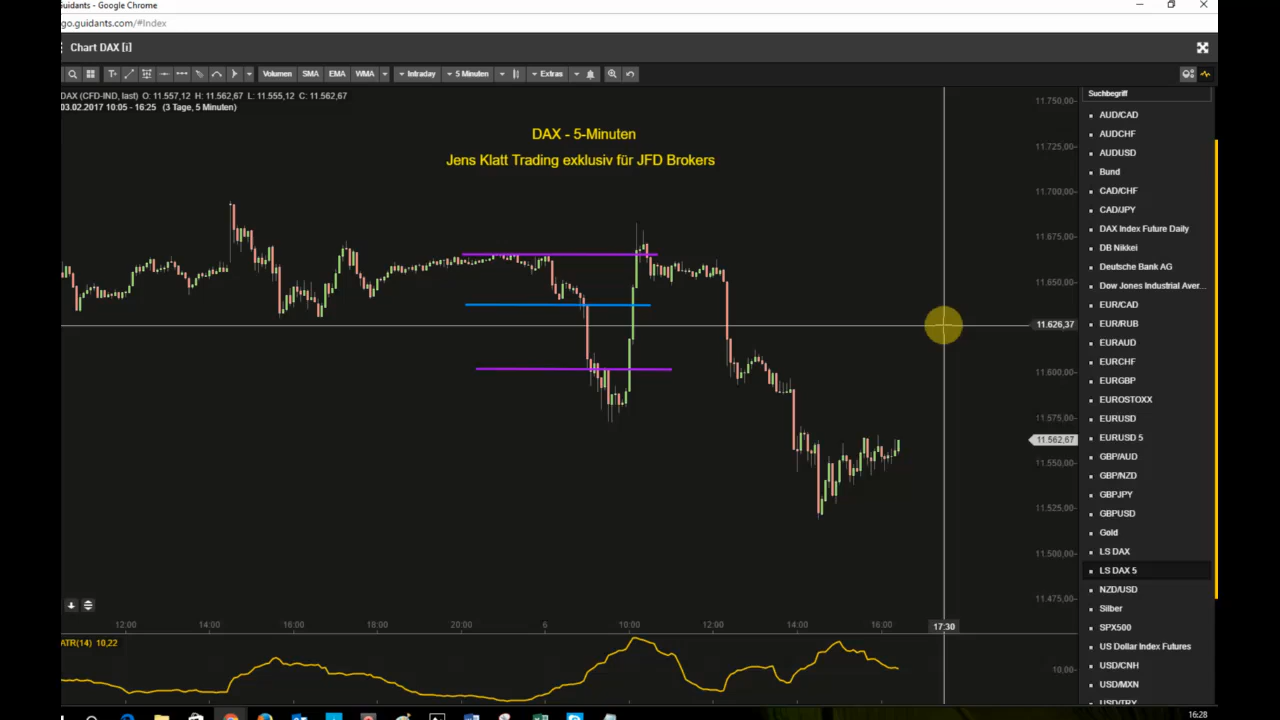 Guidants - Google Chrome
go.guidants.com/#Index
Chart DAX [i]
Volumen SMA EMA WMA Intraday 5 Minuten Extras
DAX (CFD-IND, last) O: 11.557,12 H: 11.562,67 L: 11.555,12 C: 11.562,67
03.02.2017 10:05 - 16:25 (3 Tage, 5 Minuten)
DAX - 5-Minuten
Jens Klatt Trading exklusiv für JFD Brokers
11.750,00
11.725,00
11.700,00
11.675,00
11.650,00
11.626,37
11.600,00
11.575,00
11.562,67
11.550,00
11.525,00
11.500,00
11.475,00
12:00 14:00 16:00 18:00 20:00 6 10:00 12:00 14:00 16:00 17:30
ATR(14) 10,22
10,00
Suchbegriff
AUD/CAD
AUDCHF
AUDUSD
Bund
CAD/CHF
CAD/JPY
DAX Index Future Daily
DB Nikkei
Deutsche Bank AG
Dow Jones Industrial Aver...
EUR/CAD
EUR/RUB
EURAUD
EURCHF
EURGBP
EUROSTOXX
EURUSD
EURUSD 5
GBP/AUD
GBP/NZD
GBPJPY
GBPUSD
Gold
LS DAX
LS DAX 5
NZD/USD
Silber
SPX500
US Dollar Index Futures
USD/CNH
USD/MXN
USD/TRY
16:28